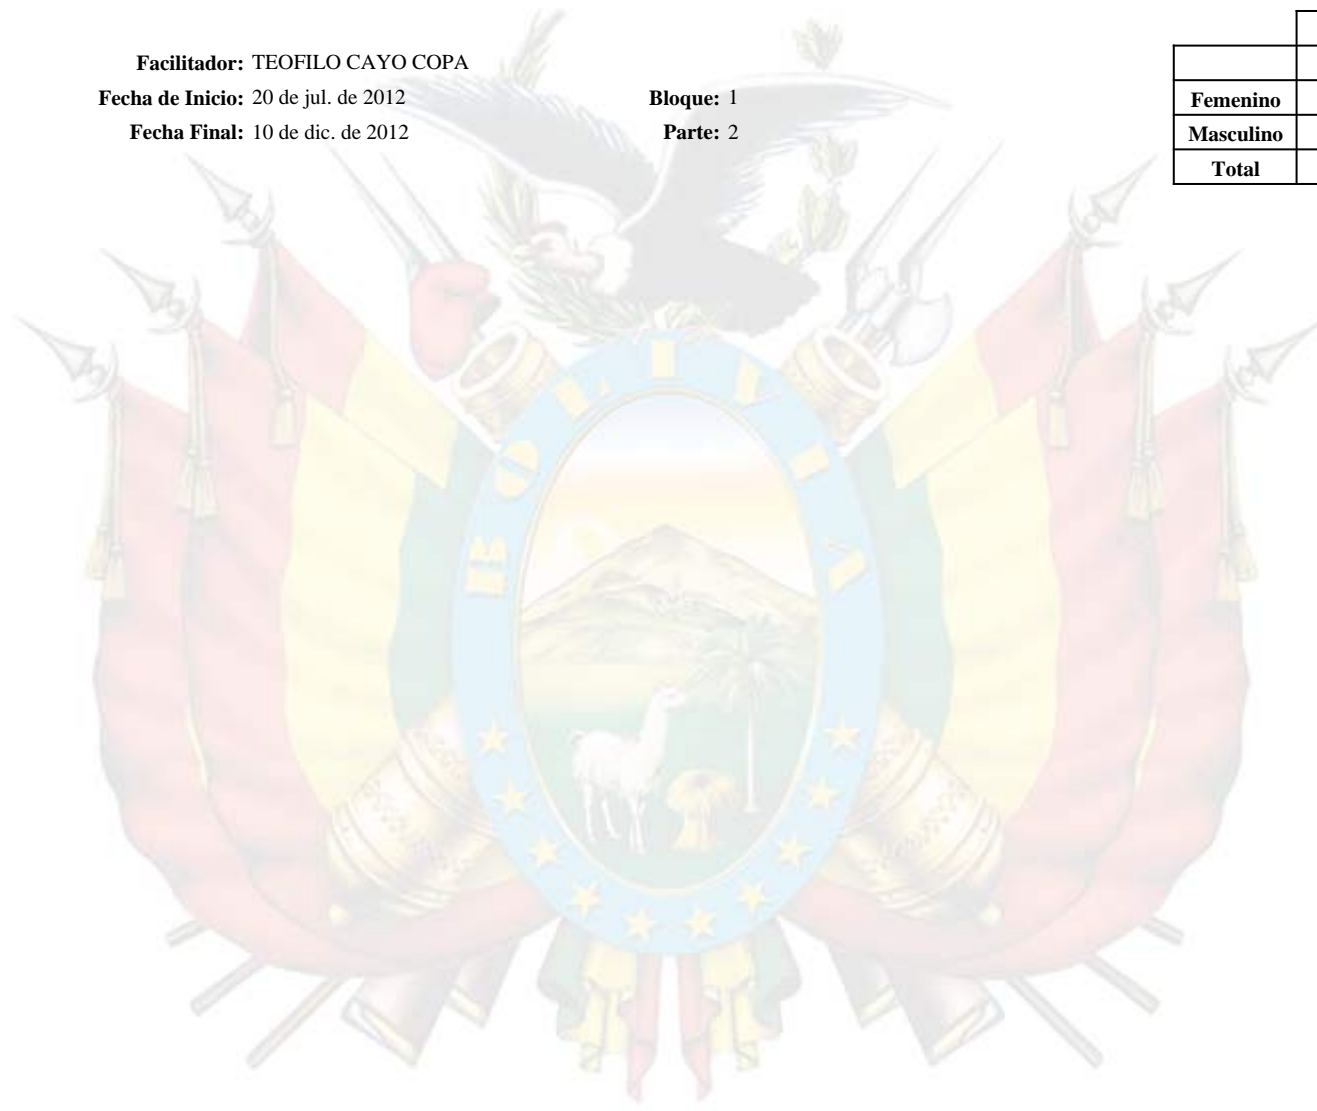 Facilitador: TEOFILO CAYO COPA
Fecha de Inicio: 20 de jul. de 2012 Bloque: 1
Fecha Final: 10 de dic. de 2012 Parte: 2
Femenino
Masculino
Total
BOLIVIA